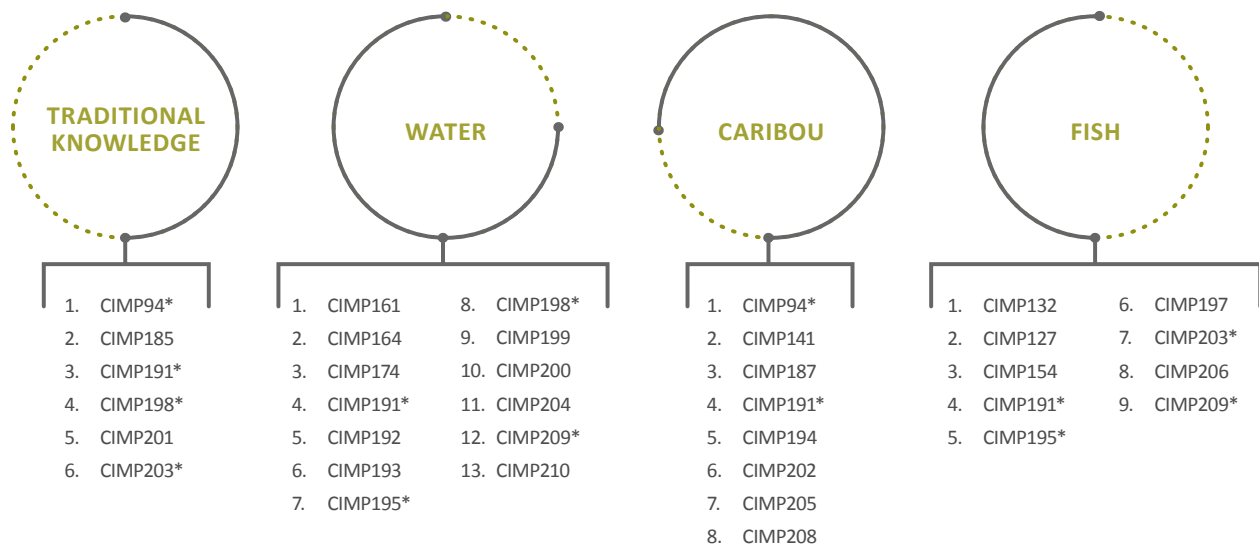 TRADITIONAL
KNOWLEDGE
1. CIMP94*
2. CIMP185
3. CIMP191*
4. CIMP198*
5. CIMP201
6. CIMP203*
WATER
1. CIMP161
2. CIMP164
3. CIMP174
4. CIMP191*
5. CIMP192
6. CIMP193
7. CIMP195*
8. CIMP198*
9. CIMP199
10. CIMP200
11. CIMP204
12. CIMP209*
13. CIMP210
CARIBOU
1. CIMP94*
2. CIMP141
3. CIMP187
4. CIMP191*
5. CIMP194
6. CIMP202
7. CIMP205
8. CIMP208
FISH
1. CIMP132
2. CIMP127
3. CIMP154
4. CIMP191*
5. CIMP195*
6. CIMP197
7. CIMP203*
8. CIMP206
9. CIMP209*